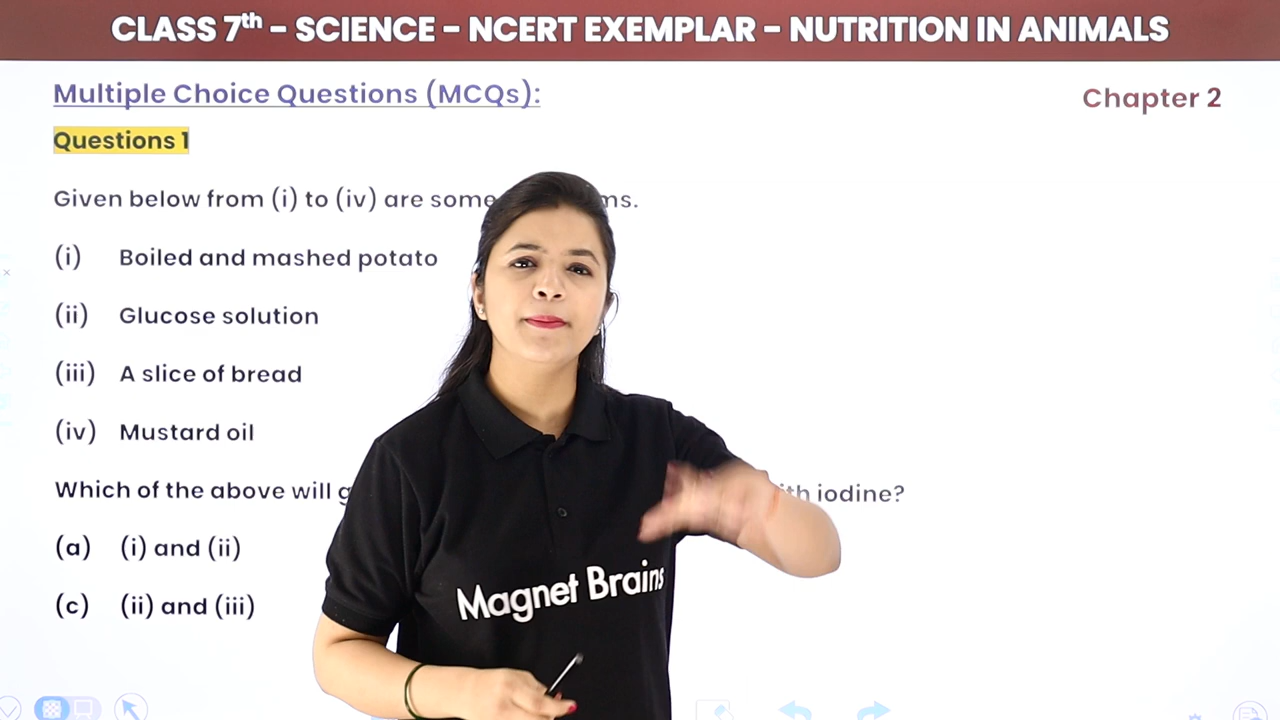 CLASS 7th - SCIENCE - NCERT EXEMPLAR - NUTRITION IN ANIMALS
Multiple Choice Questions (MCQs):
Chapter 2
Questions 1
Given below from (i) to (iv) are some ms.
(i) Boiled and mashed potato
(ii) Glucose solution
(iii) A slice of bread
(iv) Mustard oil
Which of the above will g th iodine?
(a) (i) and (ii)
(c) (ii) and (iii)
Magnet Brains